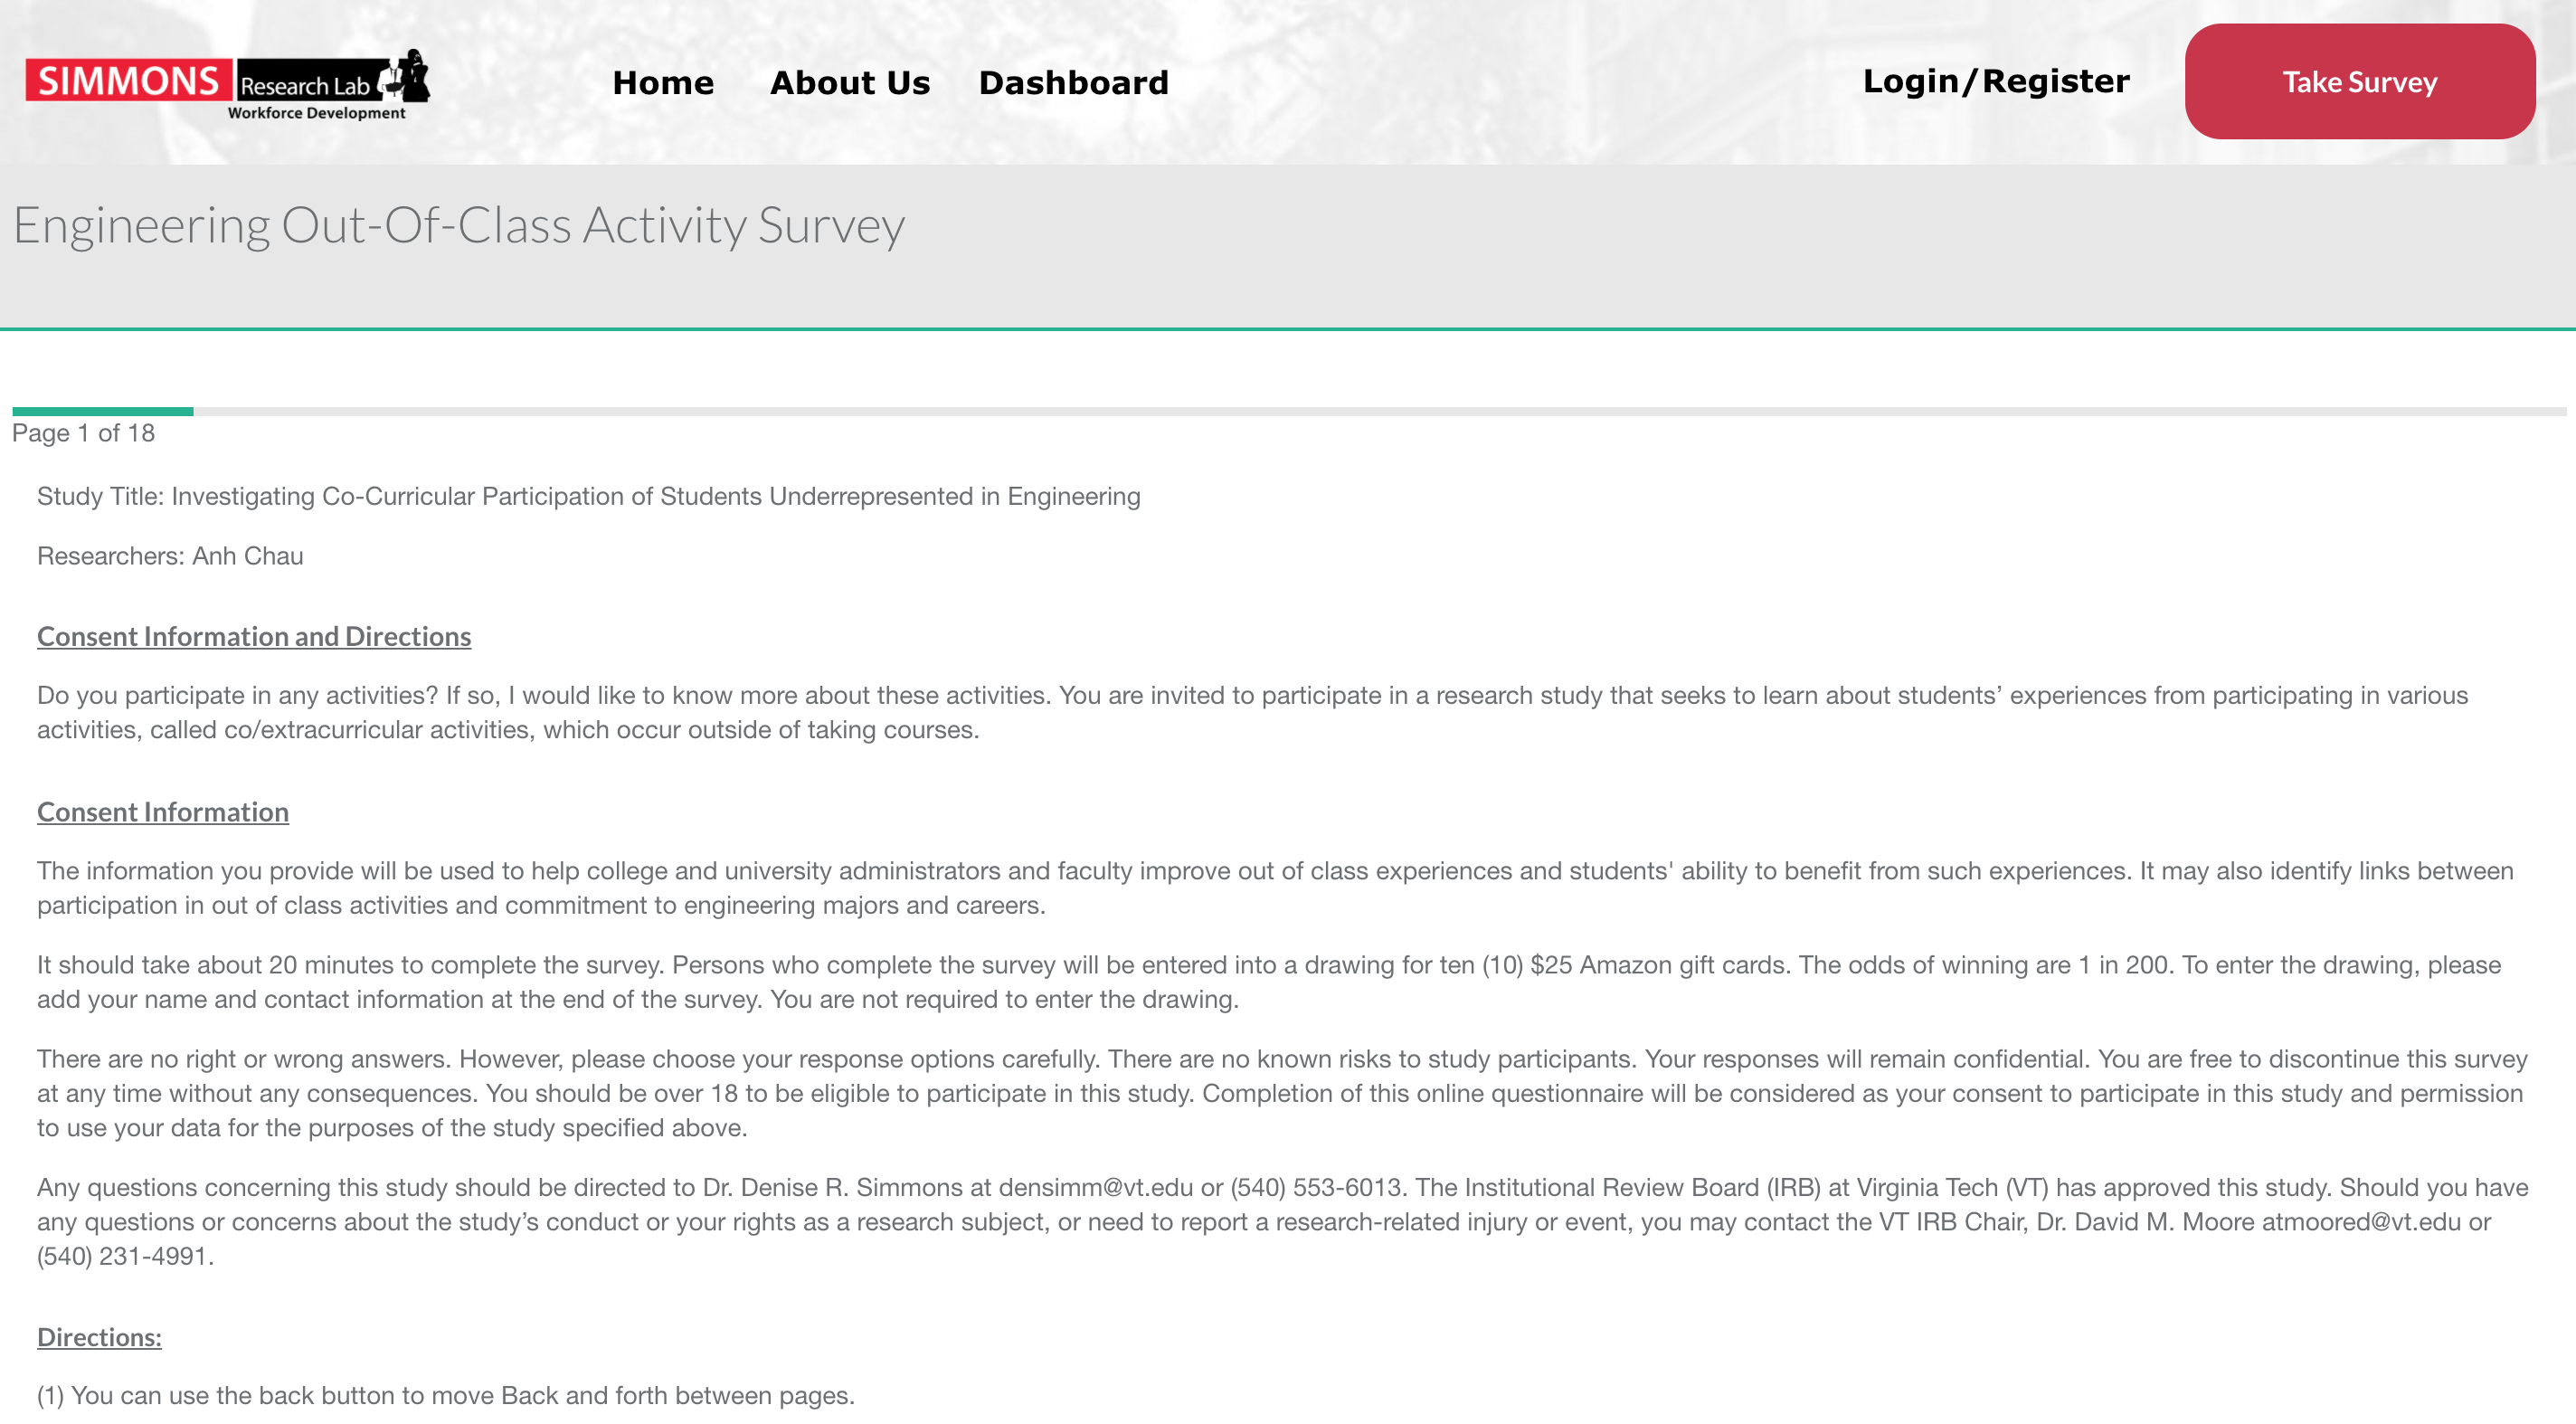 SIMMONS Research Lab
Workforce Development
Home About Us Dashboard Login/Register Take Survey
Engineering Out-Of-Class Activity Survey
Page 1 of 18
Study Title: Investigating Co-Curricular Participation of Students Underrepresented in Engineering
Researchers: Anh Chau
Consent Information and Directions
Do you participate in any activities? If so, I would like to know more about these activities. You are invited to participate in a research study that seeks to learn about students’ experiences from participating in various
activities, called co/extracurricular activities, which occur outside of taking courses.
Consent Information
The information you provide will be used to help college and university administrators and faculty improve out of class experiences and students' ability to benefit from such experiences. It may also identify links between
participation in out of class activities and commitment to engineering majors and careers.
It should take about 20 minutes to complete the survey. Persons who complete the survey will be entered into a drawing for ten (10) $25 Amazon gift cards. The odds of winning are 1 in 200. To enter the drawing, please
add your name and contact information at the end of the survey. You are not required to enter the drawing.
There are no right or wrong answers. However, please choose your response options carefully. There are no known risks to study participants. Your responses will remain confidential. You are free to discontinue this survey
at any time without any consequences. You should be over 18 to be eligible to participate in this study. Completion of this online questionnaire will be considered as your consent to participate in this study and permission
to use your data for the purposes of the study specified above.
Any questions concerning this study should be directed to Dr. Denise R. Simmons at densimm@vt.edu or (540) 553-6013. The Institutional Review Board (IRB) at Virginia Tech (VT) has approved this study. Should you have
any questions or concerns about the study’s conduct or your rights as a research subject, or need to report a research-related injury or event, you may contact the VT IRB Chair, Dr. David M. Moore atmoored@vt.edu or
(540) 231-4991.
Directions:
(1) You can use the back button to move Back and forth between pages.